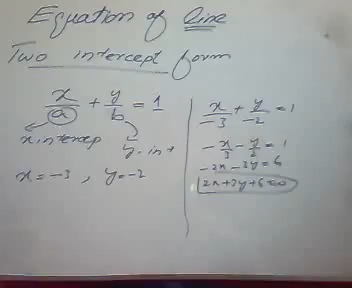 Equation of line
Two intercept form
x/a + y/b = 1
x.intercep
y.int
x = -3 , y = -2
x/-3 + y/-2 = 1
-x/3 - y/2 = 1
-2x - 3y = 6
2x+3y+6=0